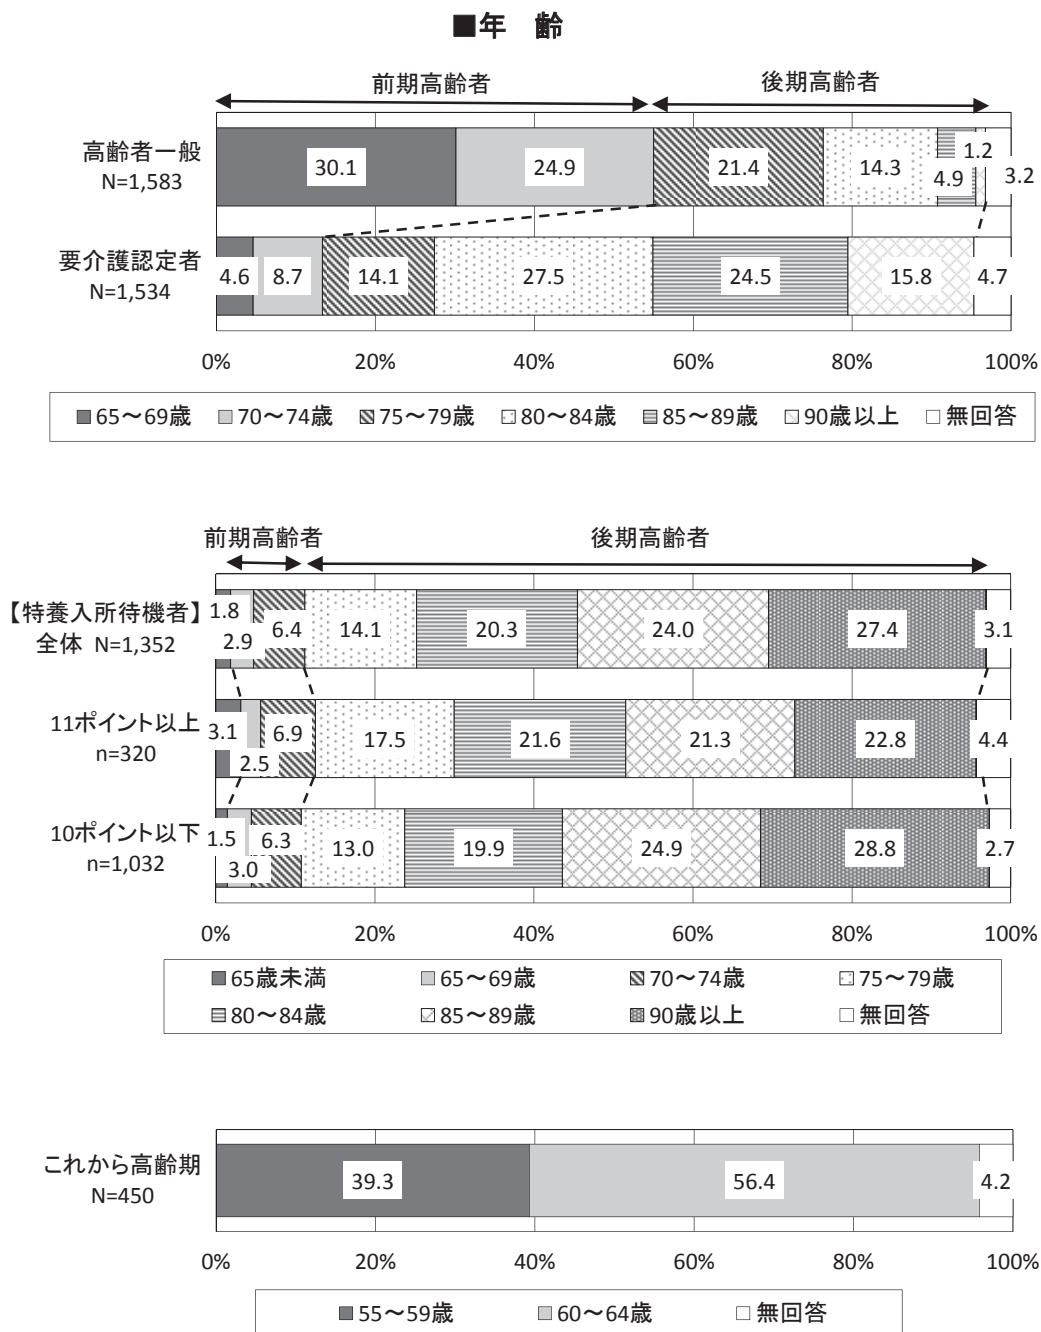 ■年　齢
前期高齢者 後期高齢者
高齢者一般
N=1,583
30.1 24.9 21.4 14.3 4.9 1.2 3.2
要介護認定者
N=1,534
4.6 8.7 14.1 27.5 24.5 15.8 4.7
0% 20% 40% 60% 80% 100%
65～69歳 70～74歳 75～79歳 80～84歳 85～89歳 90歳以上 無回答
前期高齢者 後期高齢者
【特養入所待機者】
全体 N=1,352
1.8 2.9 6.4 14.1 20.3 24.0 27.4 3.1
11ポイント以上
n=320
3.1 2.5 6.9 17.5 21.6 21.3 22.8 4.4
10ポイント以下
n=1,032
1.5 3.0 6.3 13.0 19.9 24.9 28.8 2.7
0% 20% 40% 60% 80% 100%
65歳未満 65～69歳 70～74歳 75～79歳
80～84歳 85～89歳 90歳以上 無回答
これから高齢期
N=450
39.3 56.4 4.2
0% 20% 40% 60% 80% 100%
55～59歳 60～64歳 無回答